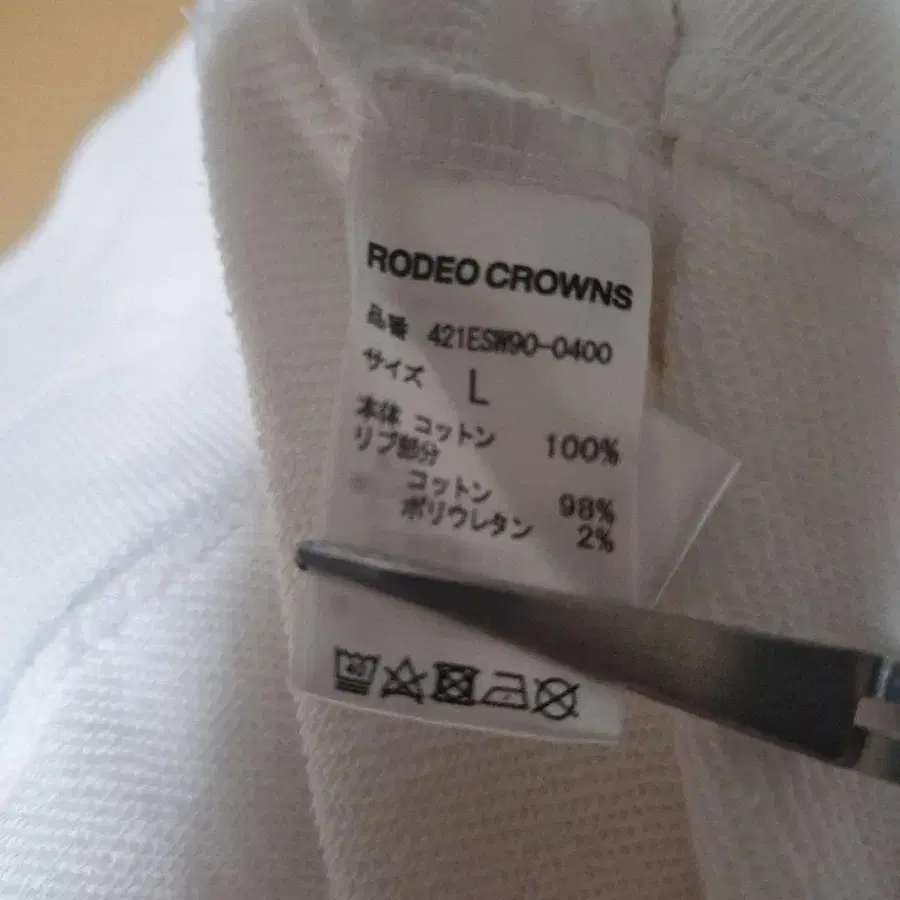 RODEO CROWNS
品番 421ESW90-0400
サイズ L
本体 コットン 100%
リブ部分
コットン 98%
ポリウレタン 2%
40